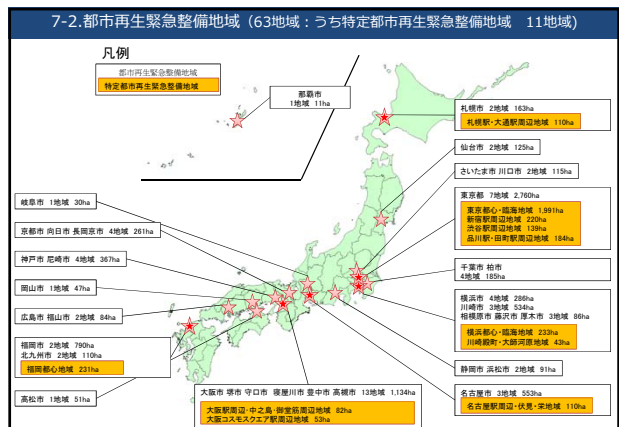 7-2.都市再生緊急整備地域（63地域：うち特定都市再生緊急整備地域　11地域)
凡例
都市再生緊急整備地域
特定都市再生緊急整備地域
那覇市
1地域 11ha
札幌市 2地域 163ha
札幌駅・大通駅周辺地域 110ha
仙台市 2地域 125ha
さいたま市 川口市 2地域 115ha
東京都 7地域 2,760ha
東京都心・臨海地域 1,991ha
新宿駅周辺地域 220ha
渋谷駅周辺地域 139ha
品川駅・田町駅周辺地域 184ha
千葉市 柏市
4地域 185ha
横浜市 4地域 286ha
川崎市 3地域 534ha
相模原市 藤沢市 厚木市 3地域 86ha
横浜都心・臨海地域 233ha
川崎殿町・大師河原地域 43ha
静岡市 浜松市 2地域 91ha
名古屋市 3地域 553ha
名古屋駅周辺・伏見・栄地域 110ha
岐阜市 1地域 30ha
京都市 向日市 長岡京市 4地域 261ha
神戸市 尼崎市 4地域 367ha
岡山市 1地域 47ha
広島市 福山市 2地域 84ha
福岡市 2地域 790ha
北九州市 2地域 110ha
福岡都心地域 231ha
高松市 1地域 51ha
大阪市 堺市 守口市 寝屋川市 豊中市 高槻市 13地域 1,134ha
大阪駅周辺・中之島・御堂筋周辺地域 82ha
大阪コスモスクエア駅周辺地域 53ha